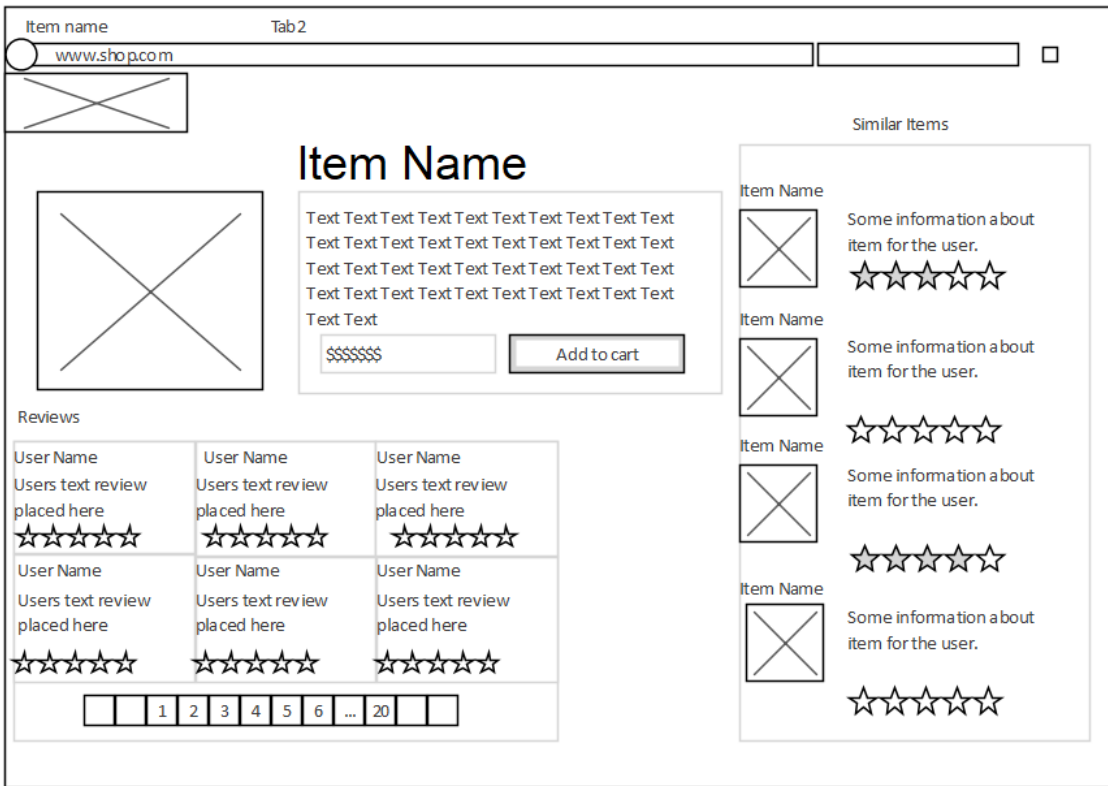 Item name
Tab2
www.shop.com
Item Name
Text Text Text Text Text Text Text Text Text Text
Text Text Text Text Text Text Text Text Text Text
Text Text Text Text Text Text Text Text Text Text
Text Text Text Text Text Text Text Text Text Text
Text Text
$$$$$$$
Add to cart
Reviews
User Name
Users text review
placed here
User Name
Users text review
placed here
User Name
Users text review
placed here
User Name
Users text review
placed here
User Name
Users text review
placed here
User Name
Users text review
placed here
1 2 3 4 5 6 ... 20
Similar Items
Item Name
Some information about
item for the user.
Item Name
Some information about
item for the user.
Item Name
Some information about
item for the user.
Item Name
Some information about
item for the user.